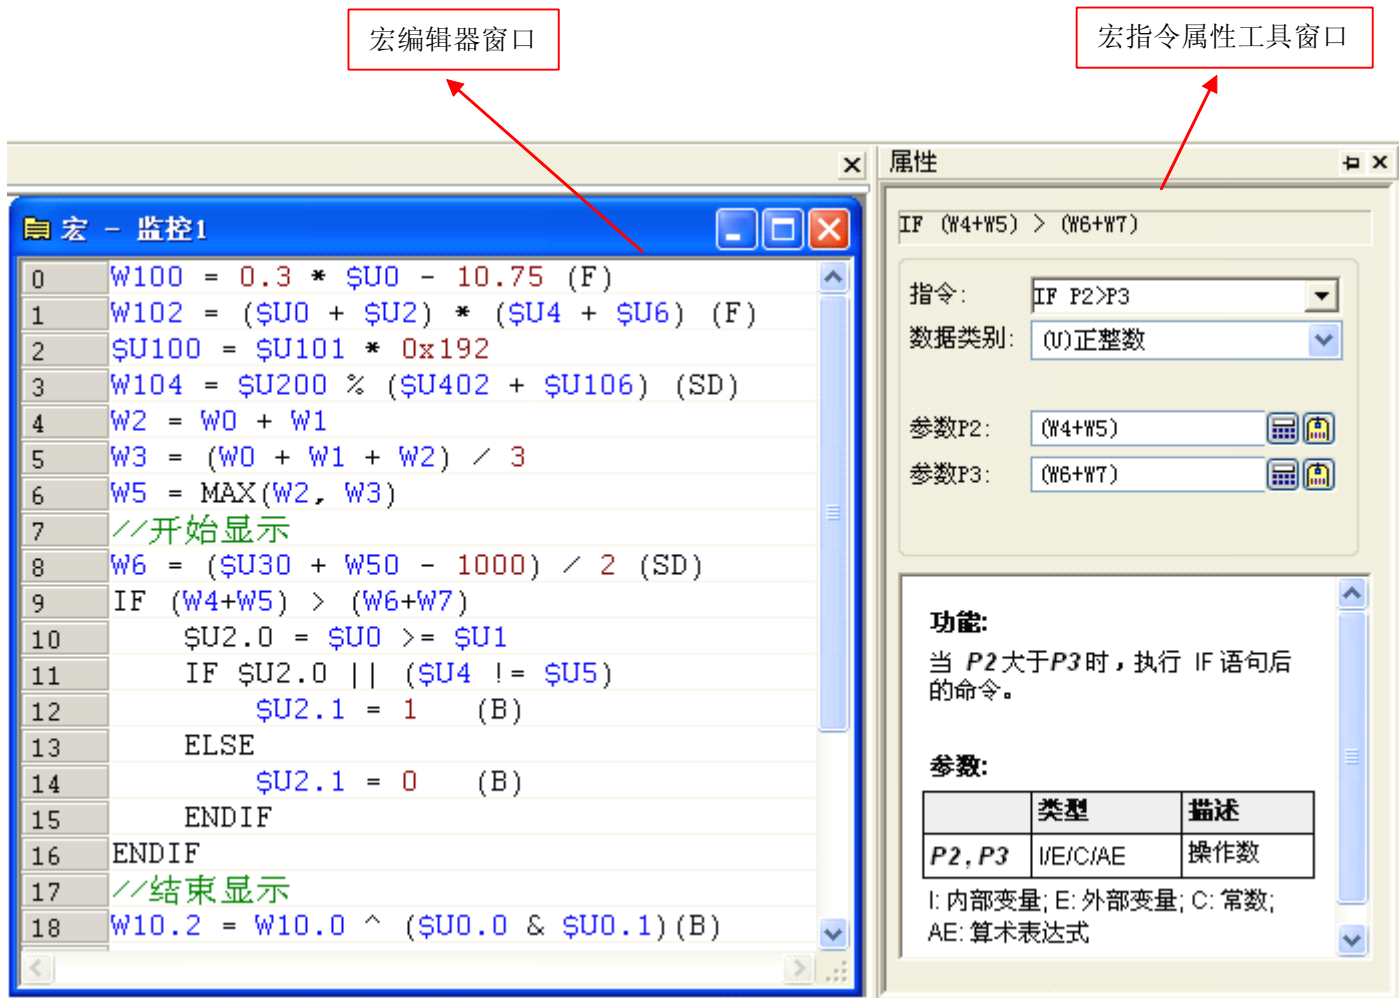 宏编辑器窗口
宏指令属性工具窗口
宏 - 监控1
0 W100 = 0.3 * $U0 - 10.75 (F)
1 W102 = ($U0 + $U2) * ($U4 + $U6) (F)
2 $U100 = $U101 * 0x192
3 W104 = $U200 % ($U402 + $U106) (SD)
4 W2 = W0 + W1
5 W3 = (W0 + W1 + W2) / 3
6 W5 = MAX(W2, W3)
7 //开始显示
8 W6 = ($U30 + W50 - 1000) / 2 (SD)
9 IF (W4+W5) > (W6+W7)
10 $U2.0 = $U0 >= $U1
11 IF $U2.0 || ($U4 != $U5)
12 $U2.1 = 1 (B)
13 ELSE
14 $U2.1 = 0 (B)
15 ENDIF
16 ENDIF
17 //结束显示
18 W10.2 = W10.0 ^ ($U0.0 & $U0.1)(B)
属性
IF (W4+W5) > (W6+W7)
指令: IF P2>P3
数据类别: (U)正整数
参数P2: (W4+W5)
参数P3: (W6+W7)
功能:
当 P2大于P3时，执行 IF 语句后
的命令。
参数:
类型 描述
P2, P3 I/E/C/AE 操作数
I: 内部变量; E: 外部变量; C: 常数;
AE: 算术表达式